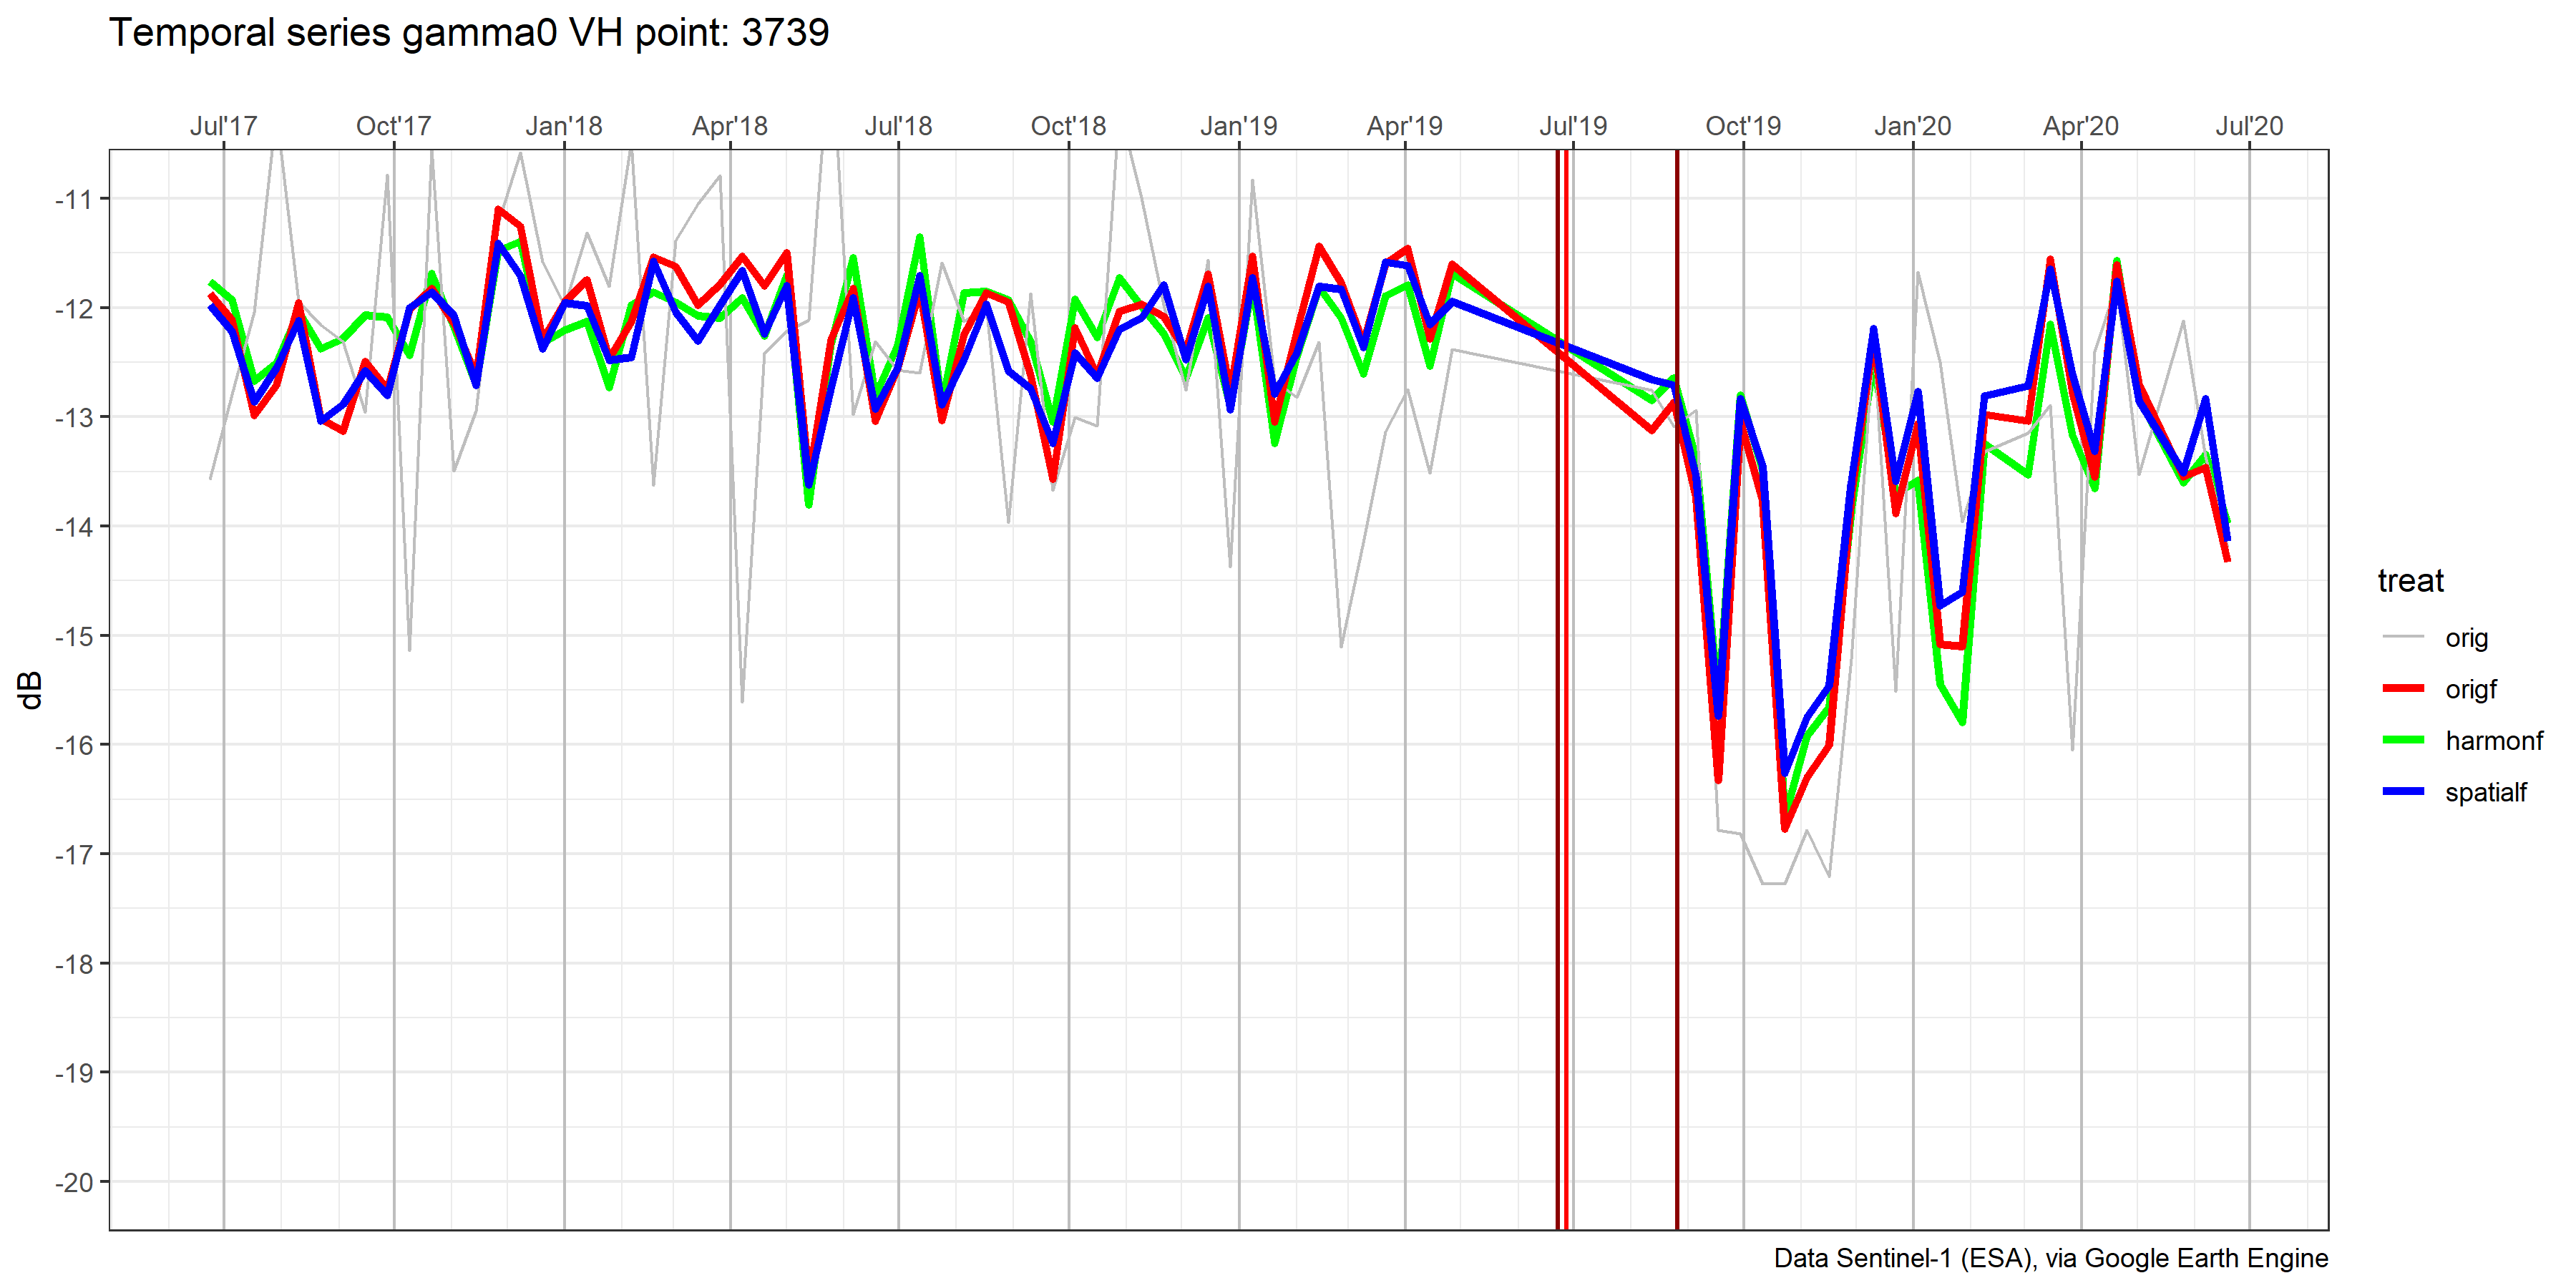 Temporal series gamma0 VH point: 3739
Jul'17 Oct'17 Jan'18 Apr'18 Jul'18 Oct'18 Jan'19 Apr'19 Jul'19 Oct'19 Jan'20 Apr'20 Jul'20
-11
-12
-13
-14
-15
-16
-17
-18
-19
-20
dB
treat
orig
origf
harmonf
spatialf
Data Sentinel-1 (ESA), via Google Earth Engine